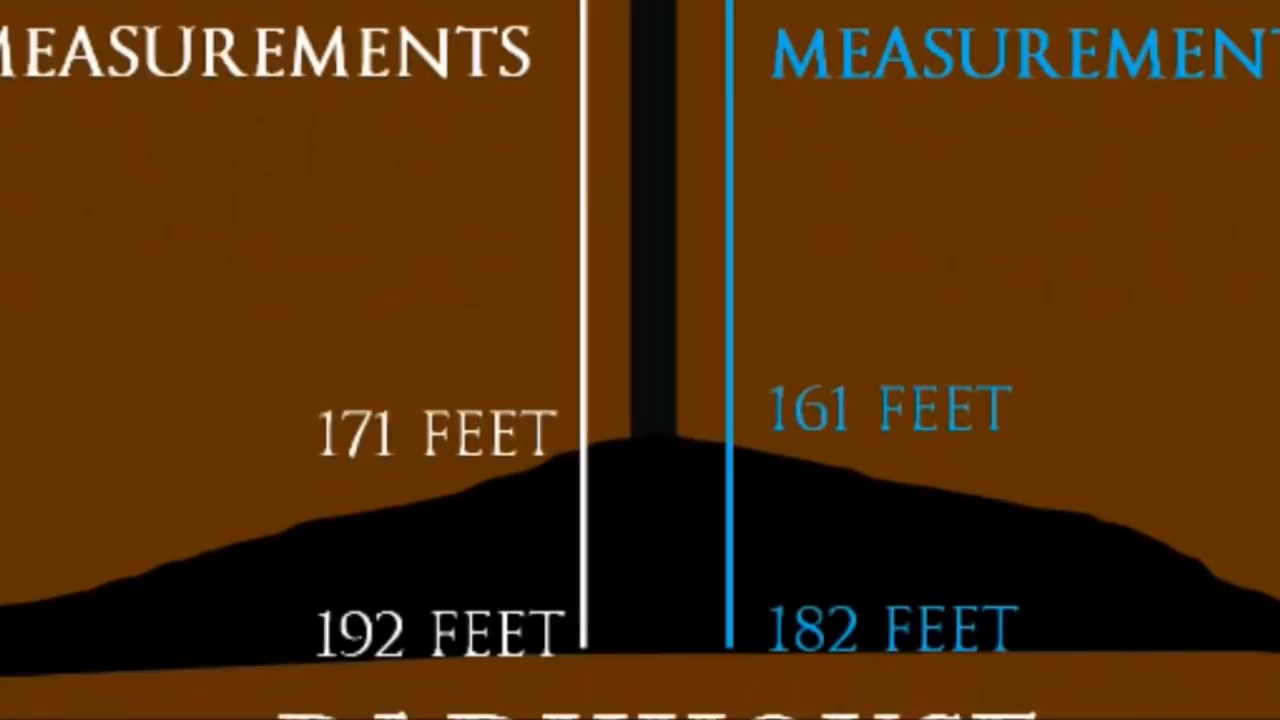 MEASUREMENTS
MEASUREMENT
161 FEET
171 FEET
192 FEET
182 FEET